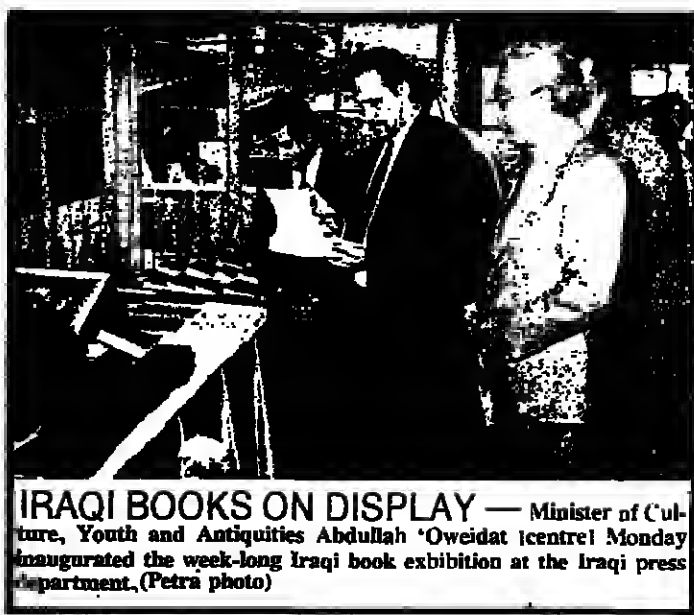 IRAQI BOOKS ON DISPLAY — Minister of Cul-
ture, Youth and Antiquities Abdullah 'Oweidat (centre) Monday
inaugurated the week-long Iraqi book exhibition at the Iraqi press
department. (Petra photo)